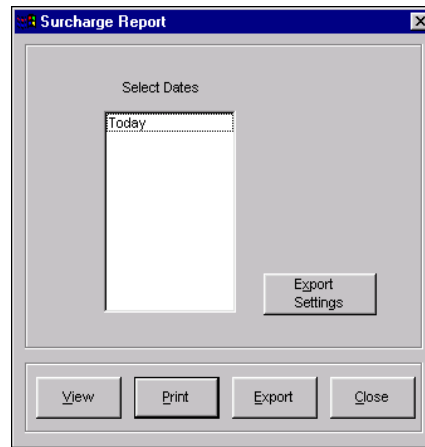 Surcharge Report
Select Dates
Today
Export
Settings
View
Print
Export
Close